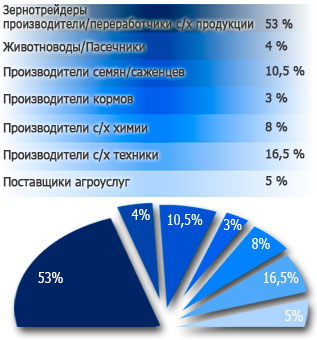 Зернотрейдеры
производители/переработчики с/х продукции 53 %
Животноводы/Пасечники 4 %
Производители семян/саженцев 10,5 %
Производители кормов 3 %
Производители с/х химии 8 %
Производители с/х техники 16,5 %
Поставщики агроуслуг 5 %
4%
10,5%
3%
8%
53%
16,5%
5%